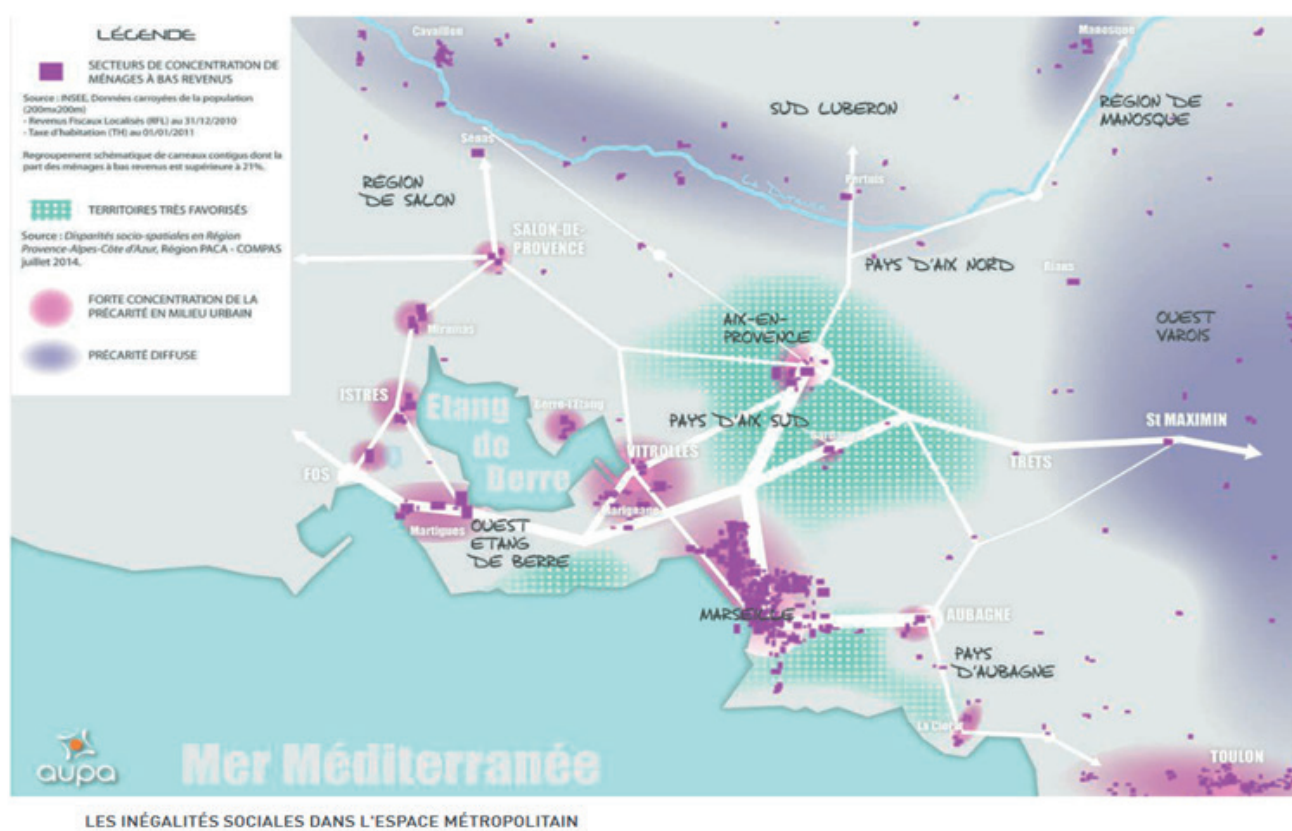 LÉGENDE
SECTEURS DE CONCENTRATION DE
MÉNAGES À BAS REVENUS
Source : INSEE, Données carroyées de la population
(200mx200m)
- Revenus Fiscaux Localisés (RFL) au 31/12/2010
- Taxe d'habitation (TH) au 01/01/2011
Regroupement schématique de carreaux contigus dont la
part des ménages à bas revenus est supérieure à 21%.
TERRITOIRES TRÈS FAVORISÉS
Source : Disparités socio-spatiales en Région
Provence-Alpes-Côte d'Azur, Région PACA - COMPAS
juillet 2014.
FORTE CONCENTRATION DE LA
PRÉCARITÉ EN MILIEU URBAIN
PRÉCARITÉ DIFFUSE
Cavaillon
Manosque
SUD LUBERON
RÉGION DE
MANOSQUE
Senas
La Durance
Pertuis
RÉGION
DE SALON
SALON-DE-
PROVENCE
PAYS D'AIX NORD
Rians
Miramas
AIX-EN-
PROVENCE
OUEST
VAROIS
ISTRES
Etang
de
Berre
Berre-l'Étang
PAYS D'AIX SUD
St MAXIMIN
VITROLLES
TRETS
FOS
Martigues
Marignane
OUEST
ETANG
DE BERRE
MARSEILLE
AUBAGNE
PAYS
D'AUBAGNE
La Ciotat
TOULON
aupa
Mer Méditerranée
LES INÉGALITÉS SOCIALES DANS L'ESPACE MÉTROPOLITAIN